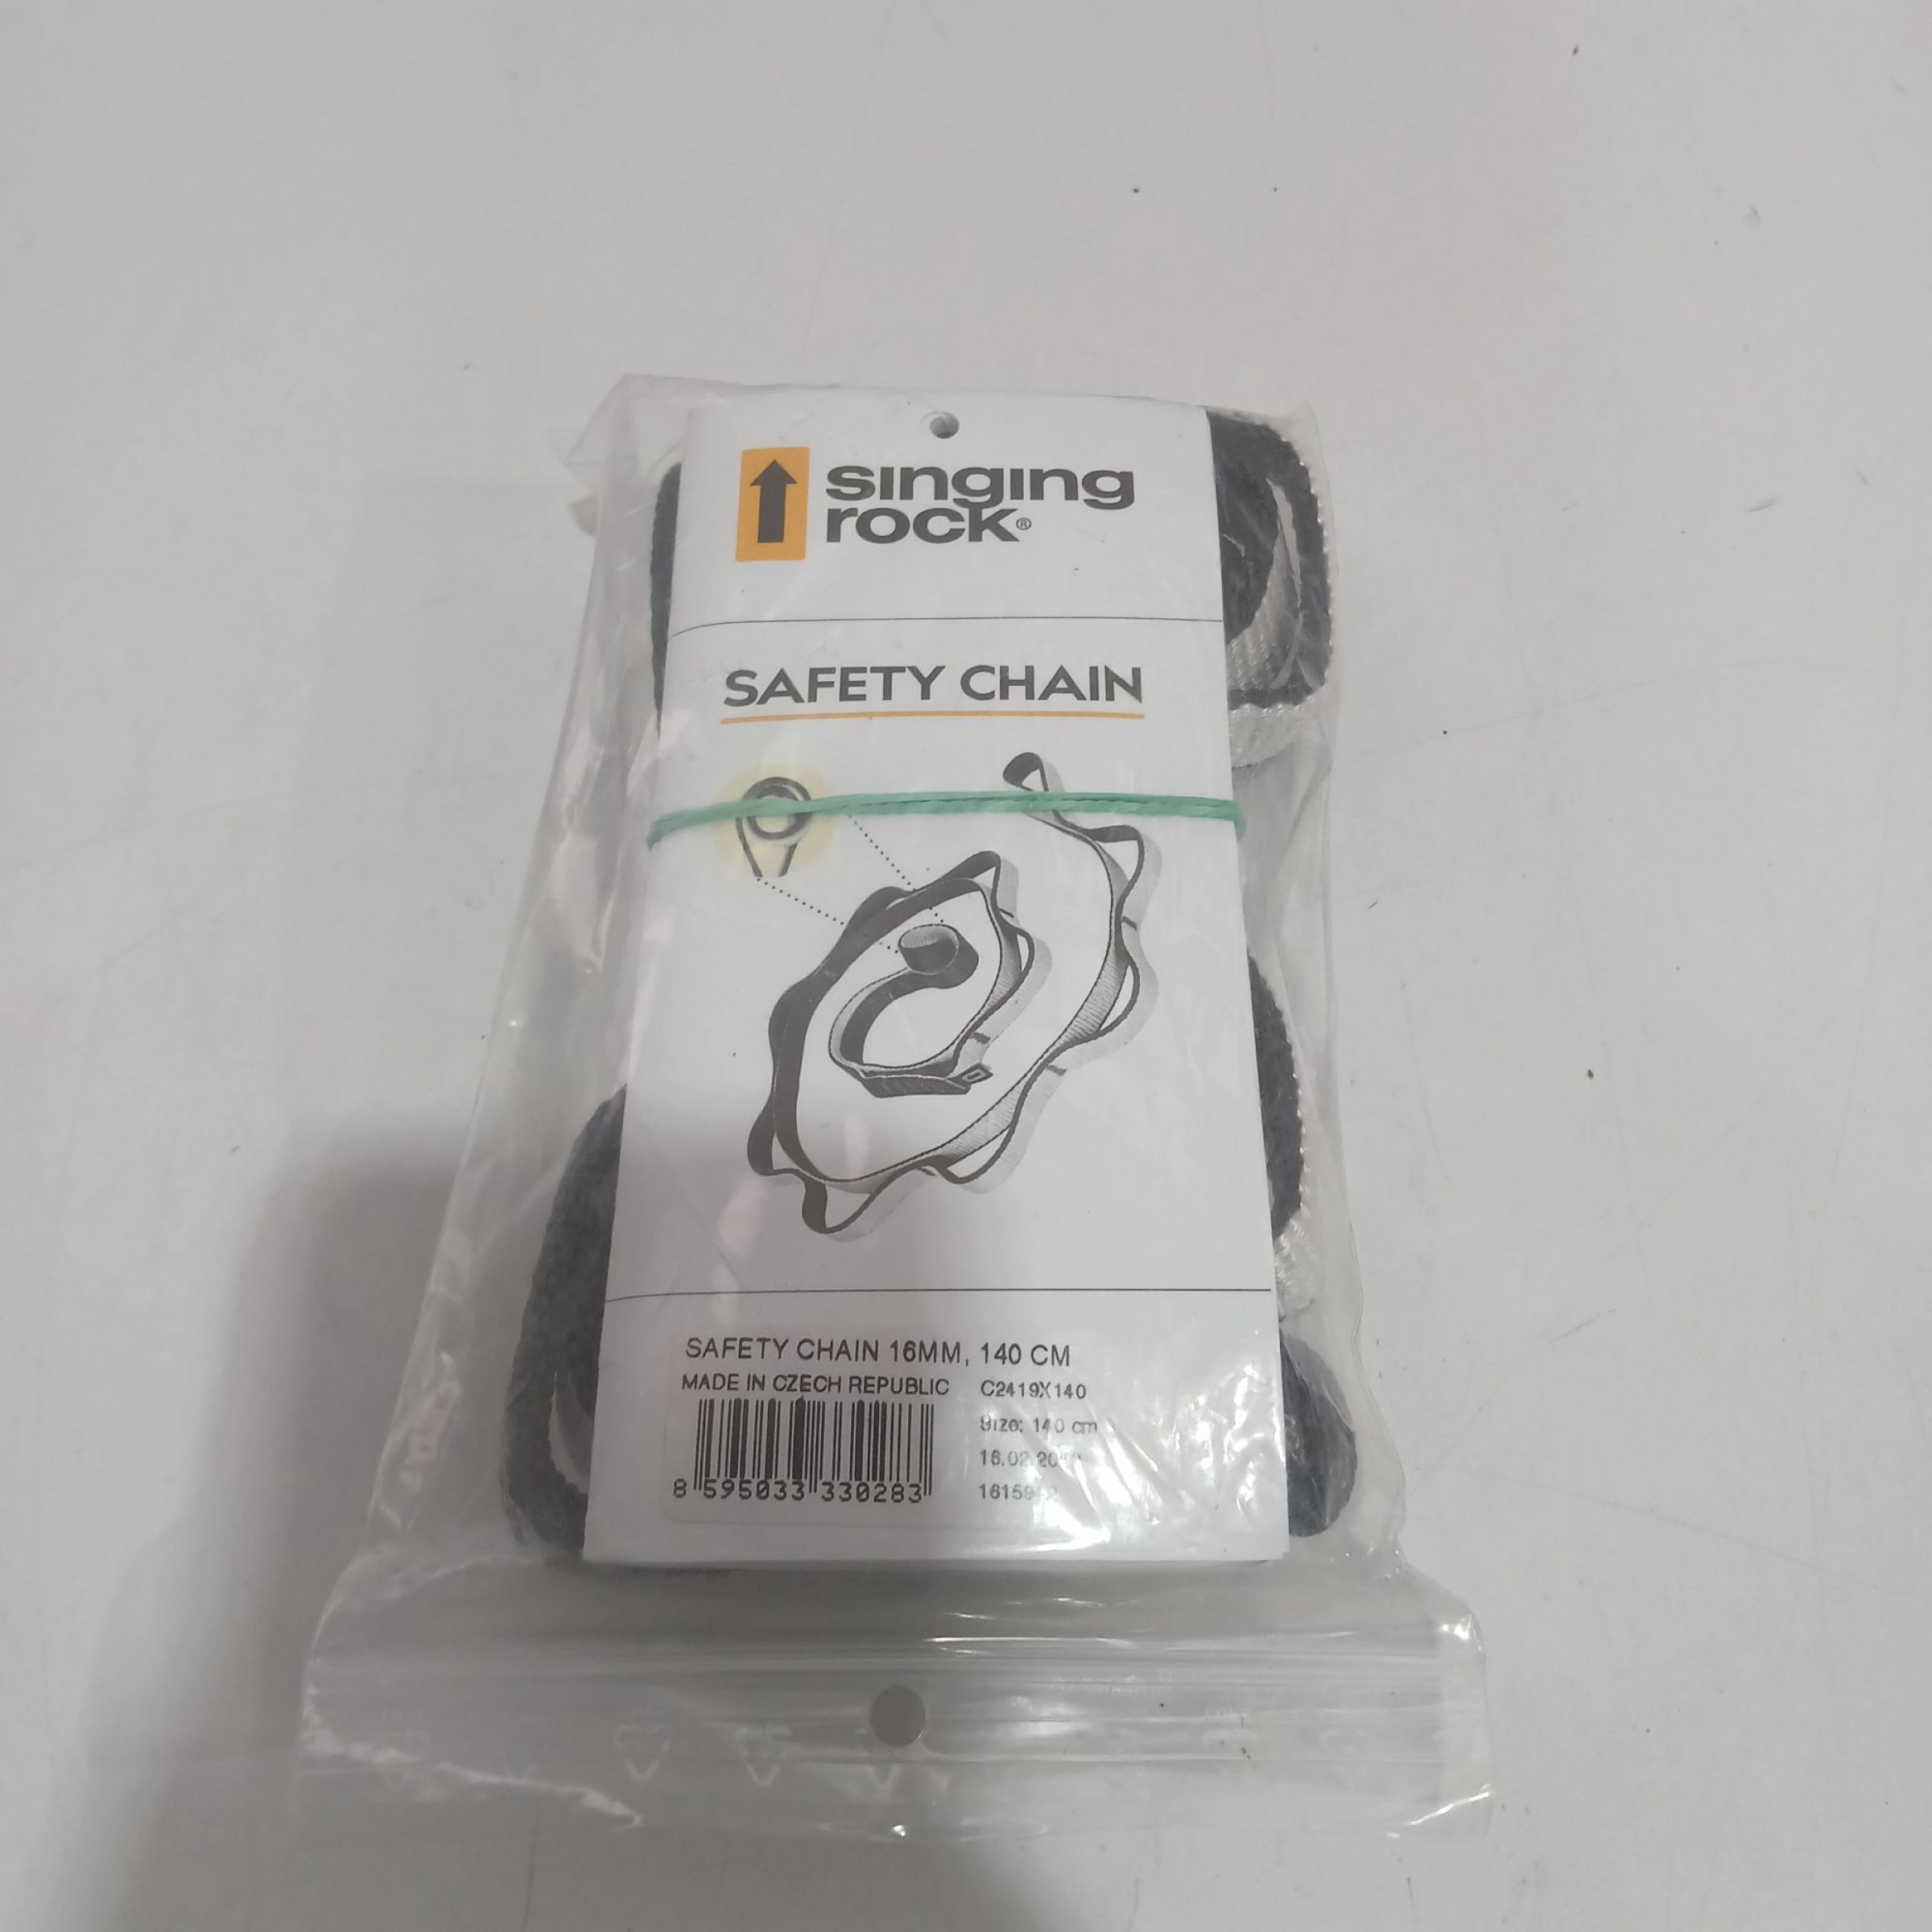 singing
rock®
SAFETY CHAIN
SAFETY CHAIN 16MM, 140 CM
MADE IN CZECH REPUBLIC C2419X140
Size: 140 cm
8 595033 330283